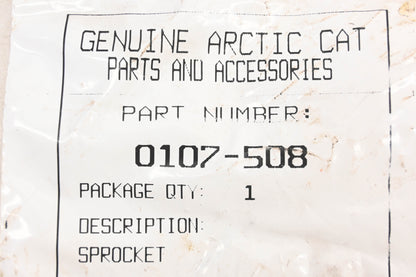 GENUINE ARCTIC CAT
PARTS AND ACCESSORIES
PART NUMBER:
0107-508
PACKAGE QTY: 1
DESCRIPTION:
SPROCKET